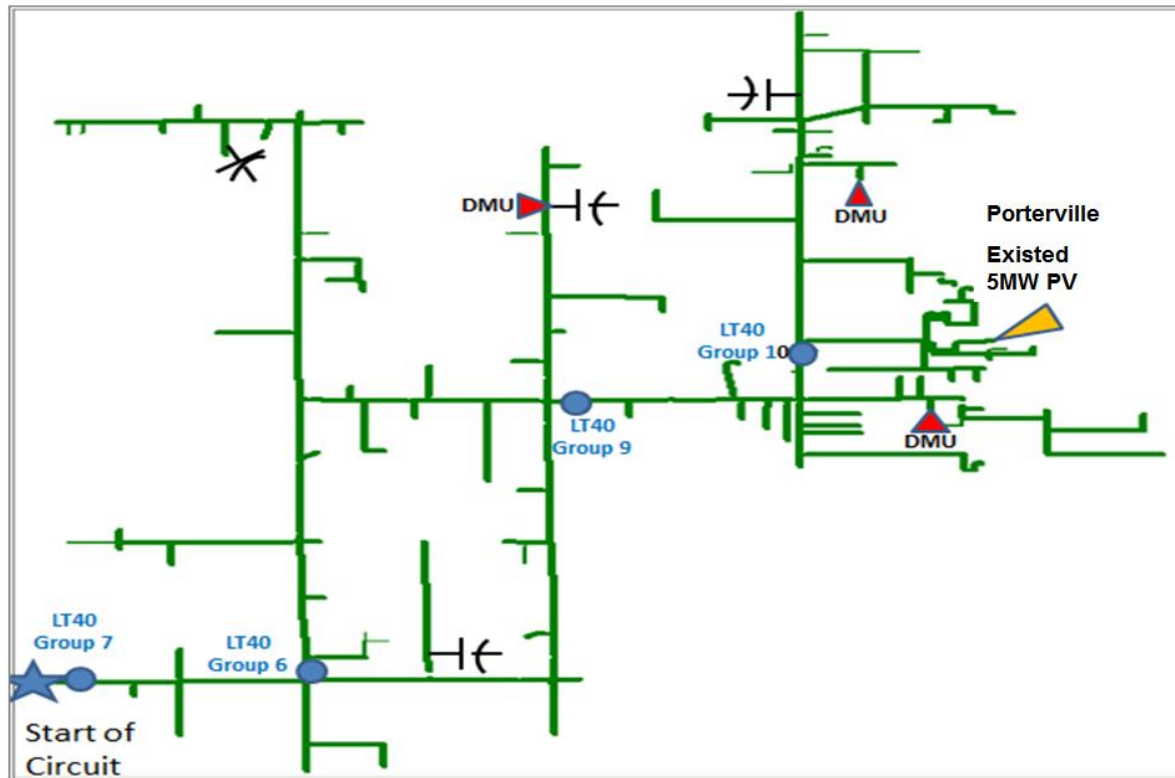 DMU
DMU
Porterville
Existed
5MW PV
LT40
Group 10
LT40
Group 9
DMU
LT40
Group 7
LT40
Group 6
Start of
Circuit